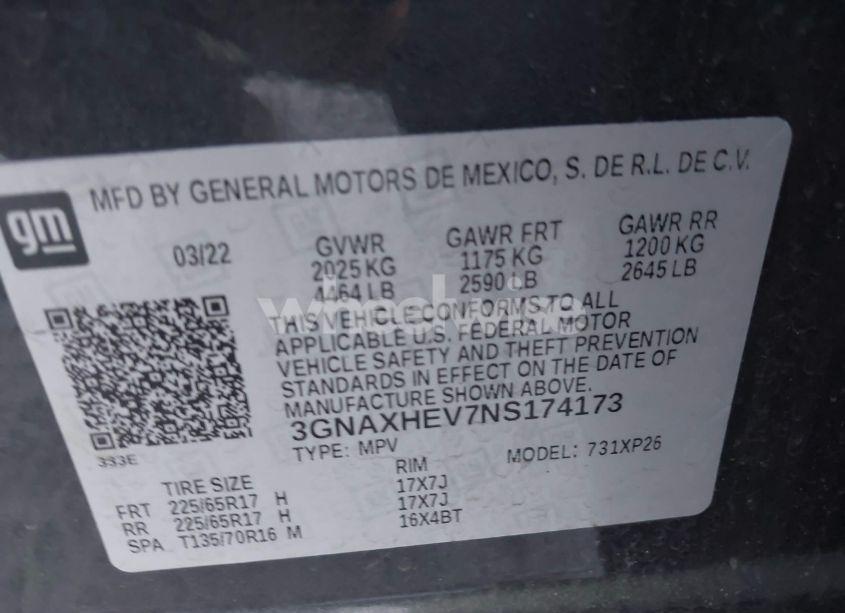 MFD BY GENERAL MOTORS DE MEXICO, S. DE R.L. DE C.V.
gm
03/22 GVWR GAWR FRT GAWR RR
2025 KG 1175 KG 1200 KG
4464 LB 2590 LB 2645 LB
THIS VEHICLE CONFORMS TO ALL
APPLICABLE U.S. FEDERAL MOTOR
VEHICLE SAFETY AND THEFT PREVENTION
STANDARDS IN EFFECT ON THE DATE OF
MANUFACTURE SHOWN ABOVE.
3GNAXHEV7NS174173
333E
TYPE: MPV MODEL: 731XP26
TIRE SIZE RIM
FRT 225/65R17 H 17X7J
RR 225/65R17 H 17X7J
SPA T135/70R16 M 16X4BT